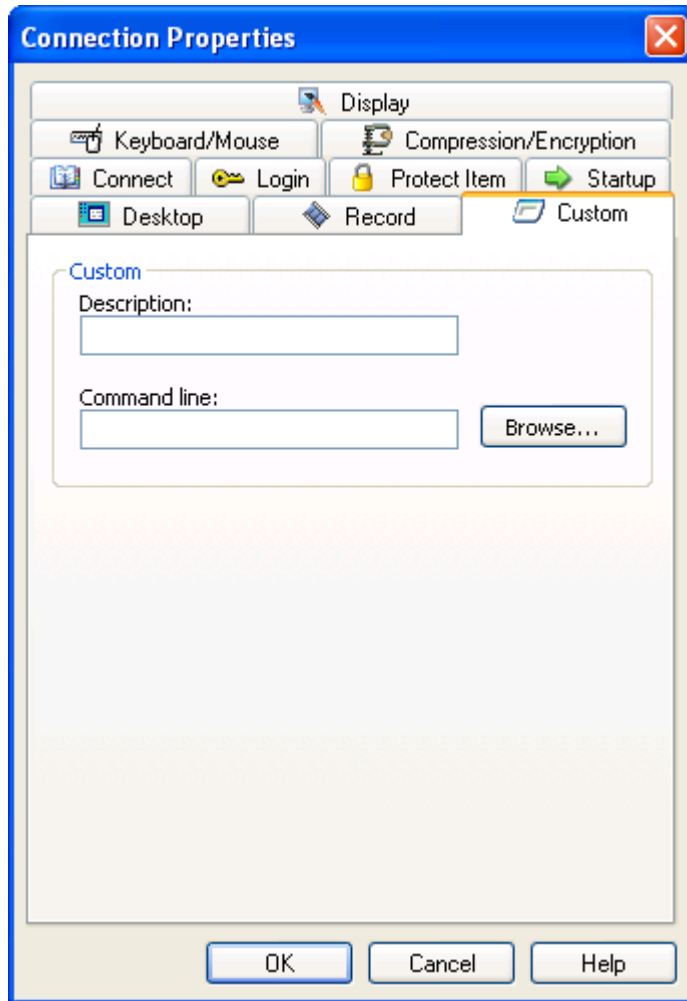 Connection Properties
Display
Keyboard/Mouse Compression/Encryption
Connect Login Protect Item Startup
Desktop Record Custom
Custom
Description:
Command line:
Browse...
OK Cancel Help